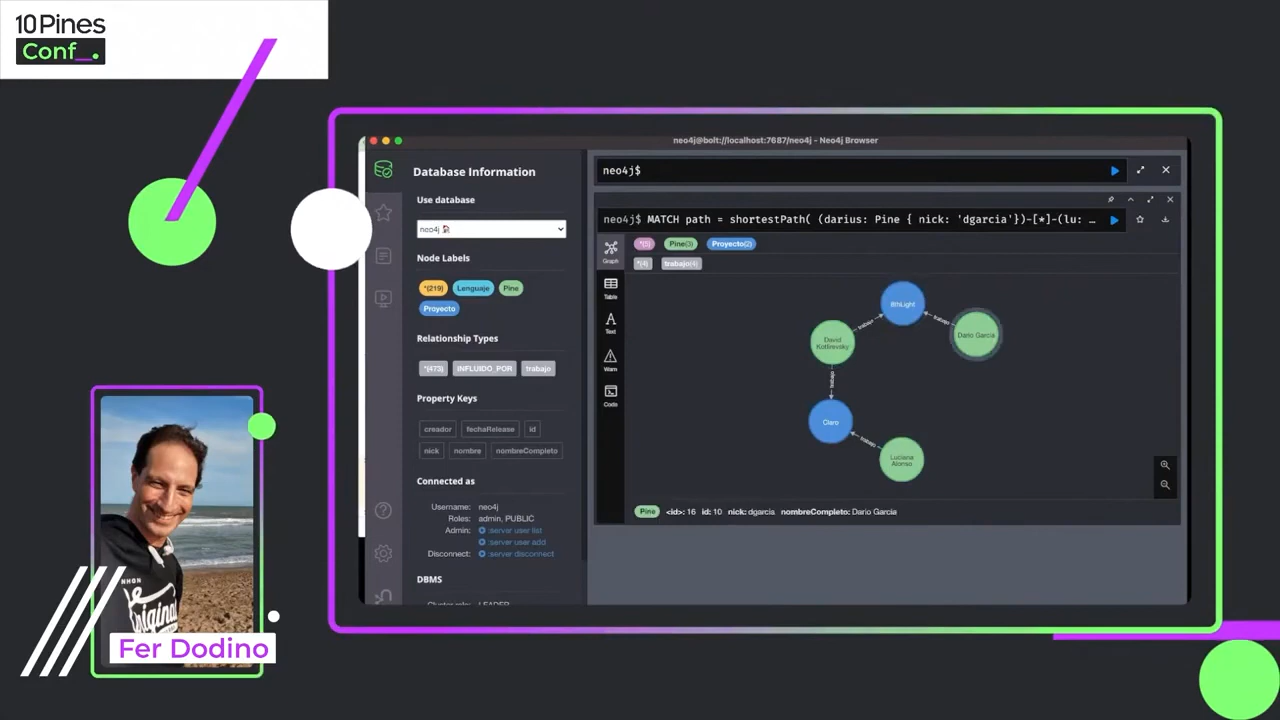 10Pines
Conf_.
neo4j@bolt://localhost:7687/neo4j - Neo4j Browser
Database Information
Use database
neo4j
Node Labels
*(219) Lenguaje Pine
Proyecto
Relationship Types
*(473) INFLUIDO_POR trabajo
Property Keys
creador fechaRelease id
nick nombre nombreCompleto
Connected as
Username: neo4j
Roles: admin, PUBLIC
Admin: :server user list
:server user add
Disconnect: :server disconnect
DBMS
Cluster role: LEADER
neo4j$
neo4j$ MATCH path = shortestPath( (darius: Pine { nick: 'dgarcia'})-[*]-(lu: …
*(5) Pine(3) Proyecto(2)
*(4) trabajo(4)
Graph
Table
Text
Warn
Code
8thLight
trabajo
trabajo
Dario Garcia
David
Kotlirevsky
trabajo
Claro
trabajo
Luciana
Alonso
Pine <id>: 16 id: 10 nick: dgarcia nombreCompleto: Dario Garcia
Original
Fer Dodino